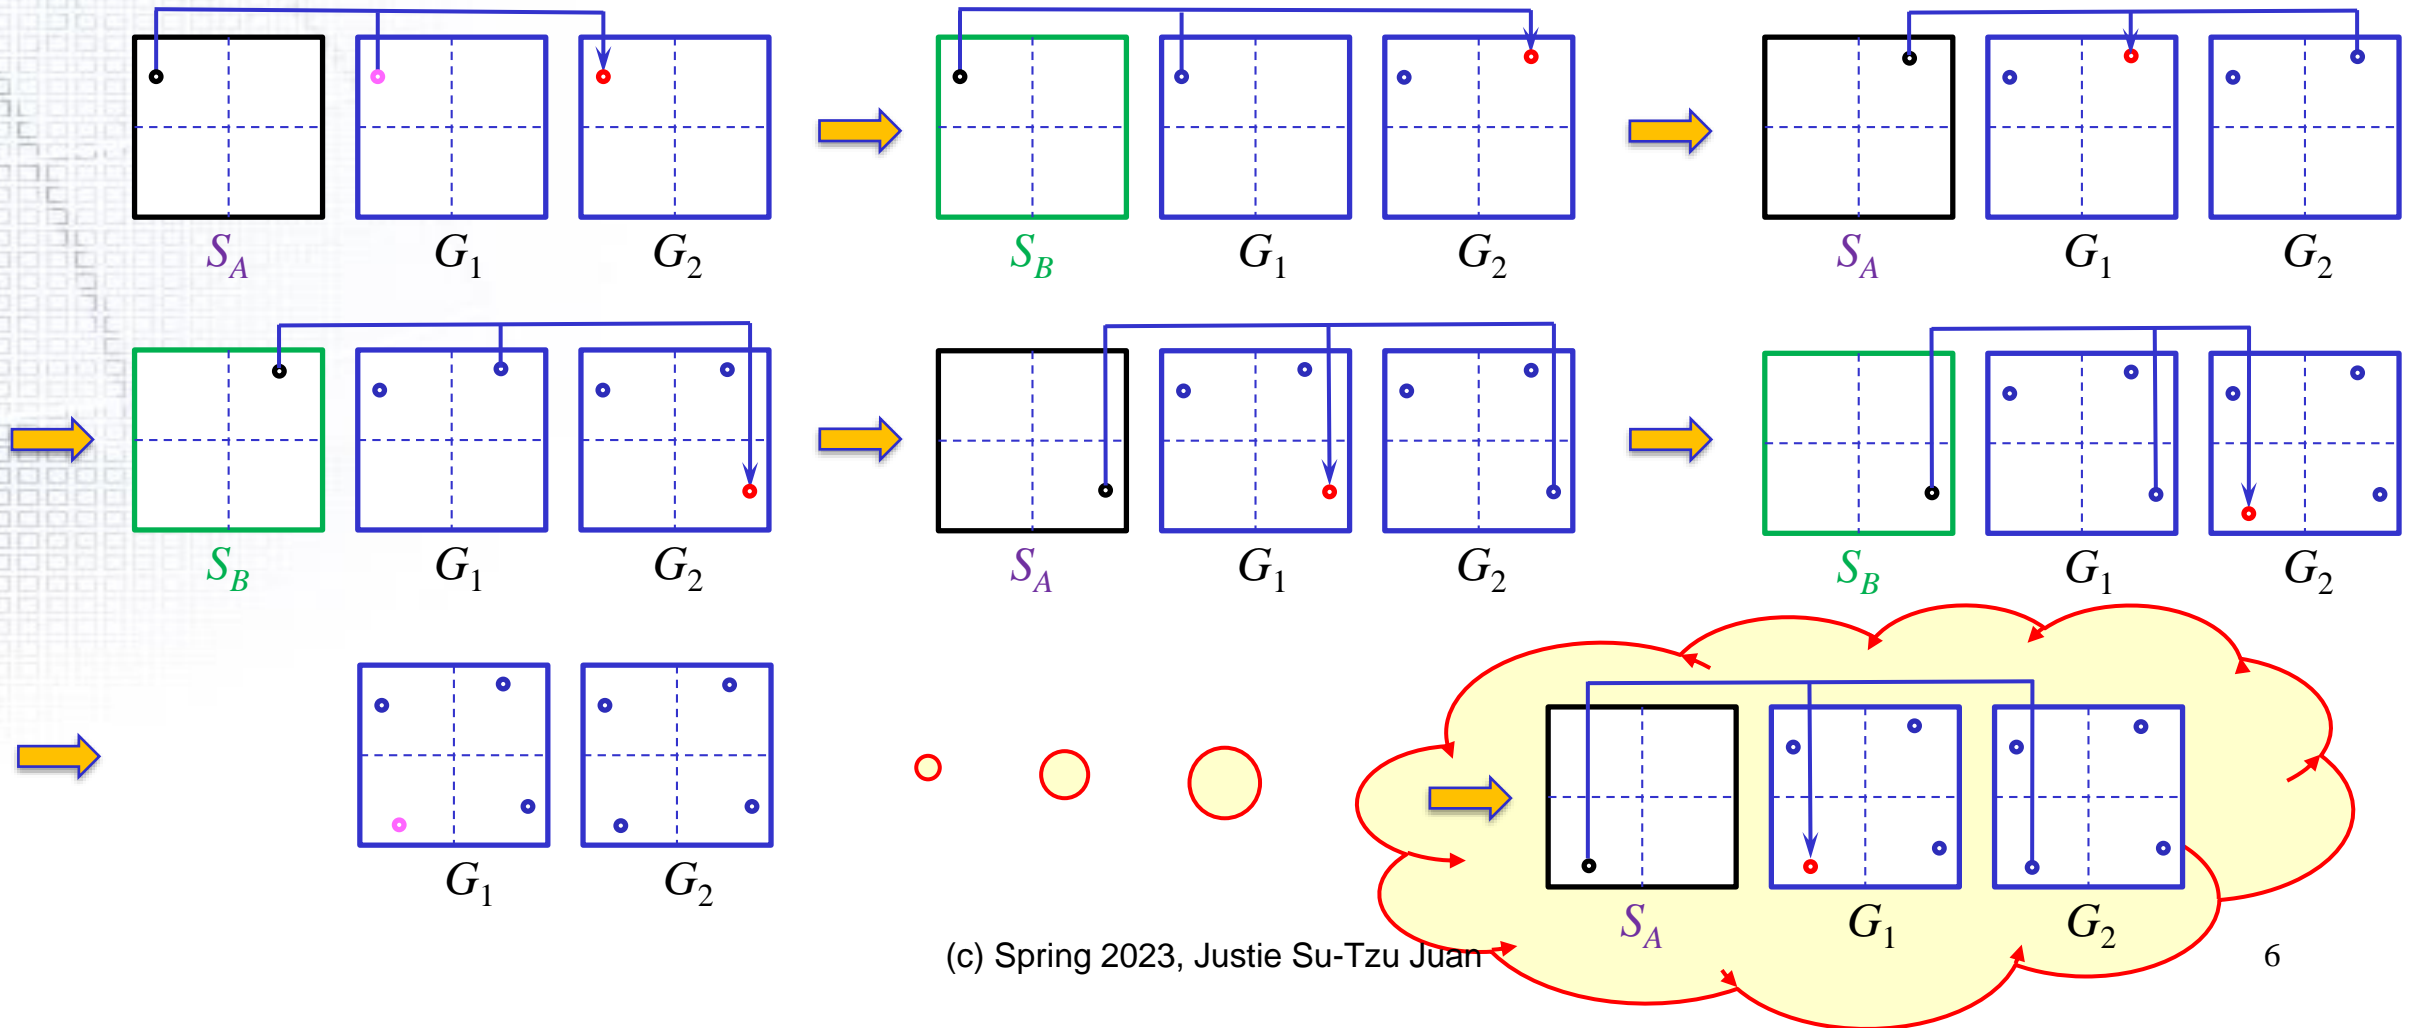 S_A G_1 G_2
S_B G_1 G_2
S_A G_1 G_2
S_B G_1 G_2
S_A G_1 G_2
S_B G_1 G_2
G_1 G_2
S_A G_1 G_2
(c) Spring 2023, Justie Su-Tzu Juan
6